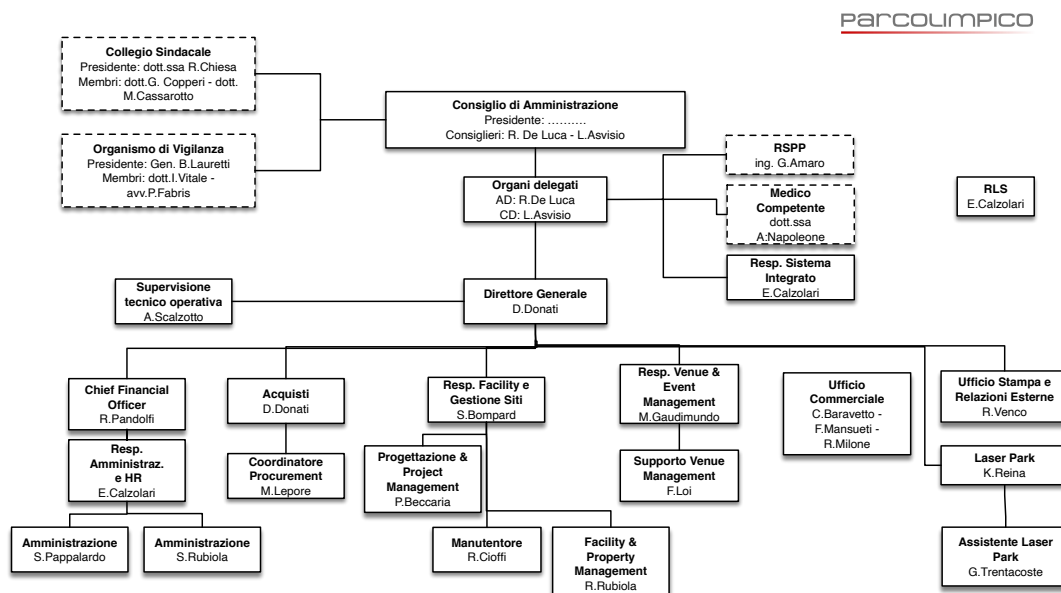 PARCOLIMPICO
Collegio Sindacale
Presidente: dott.ssa R.Chiesa
Membri: dott.G. Copperi - dott.
M.Cassarotto
Consiglio di Amministrazione
Presidente: ……….
Consiglieri: R. De Luca - L.Asvisio
Organismo di Vigilanza
Presidente: Gen. B.Lauretti
Membri: dott.I.Vitale -
avv.P.Fabris
RSPP
ing. G.Amaro
Organi delegati
AD: R.De Luca
CD: L.Asvisio
Medico
Competente
dott.ssa
A:Napoleone
RLS
E.Calzolari
Resp. Sistema
Integrato
E.Calzolari
Supervisione
tecnico operativa
A.Scalzotto
Direttore Generale
D.Donati
Chief Financial
Officer
R.Pandolfi
Acquisti
D.Donati
Resp. Facility e
Gestione Siti
S.Bompard
Resp. Venue &
Event
Management
M.Gaudimundo
Ufficio
Commerciale
C.Baravetto -
F.Mansueti -
R.Milone
Ufficio Stampa e
Relazioni Esterne
R.Venco
Resp.
Amministraz.
e HR
E.Calzolari
Coordinatore
Procurement
M.Lepore
Progettazione &
Project
Management
P.Beccaria
Supporto Venue
Management
F.Loi
Laser Park
K.Reina
Amministrazione
S.Pappalardo
Amministrazione
S.Rubiola
Manutentore
R.Cioffi
Facility &
Property
Management
R.Rubiola
Assistente Laser
Park
G.Trentacoste